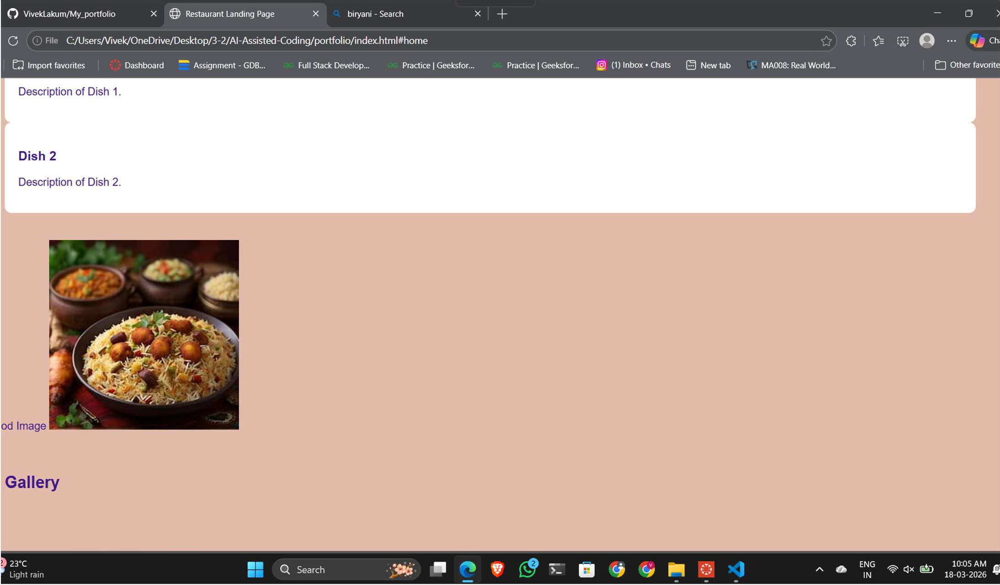 VivekLakum/My_portfolio
Restaurant Landing Page
biryani - Search
File C:/Users/Vivek/OneDrive/Desktop/3-2/AI-Assisted-Coding/portfolio/index.html#home
Import favorites
Dashboard
Assignment - GDB...
Full Stack Develop...
Practice | Geeksfor...
Practice | Geeksfor...
(1) Inbox • Chats
New tab
MA008: Real World...
Other favorite
Description of Dish 1.
Dish 2
Description of Dish 2.
od Image
Gallery
23°C
Light rain
Search
2
ENG
IN
10:05 AM
18-03-2026